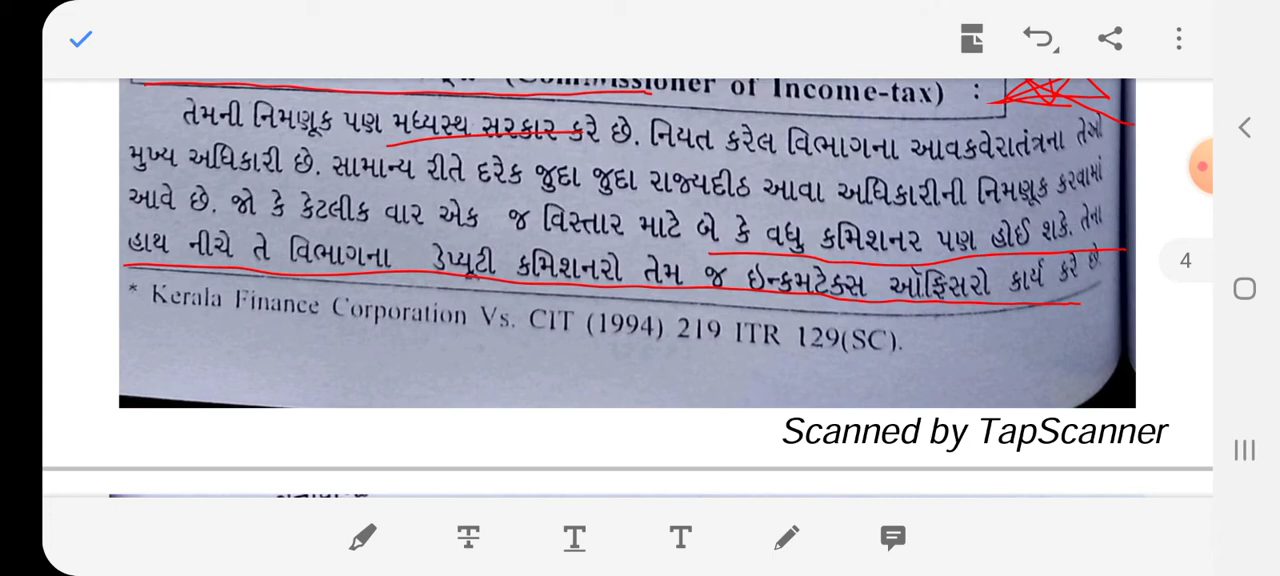 (Commissioner of Income-tax) :
તેમની નિમણૂક પણ મધ્યસ્થ સરકાર કરે છે. નિયત કરેલ વિભાગના આવકવેરાતંત્રના તેઓ
મુખ્ય અધિકારી છે. સામાન્ય રીતે દરેક જુદા જુદા રાજ્યદીઠ આવા અધિકારીની નિમણૂક કરવામાં
આવે છે. જો કે કેટલીક વાર એક જ વિસ્તાર માટે બે કે વધુ કમિશનર પણ હોઈ શકે. તેના
હાથ નીચે તે વિભાગના ડેપ્યૂટી કમિશનરો તેમ જ ઇન્કમટેક્સ ઑફિસરો કાર્ય કરે છે.
* Kerala Finance Corporation Vs. CIT (1994) 219 ITR 129(SC).
4
Scanned by TapScanner